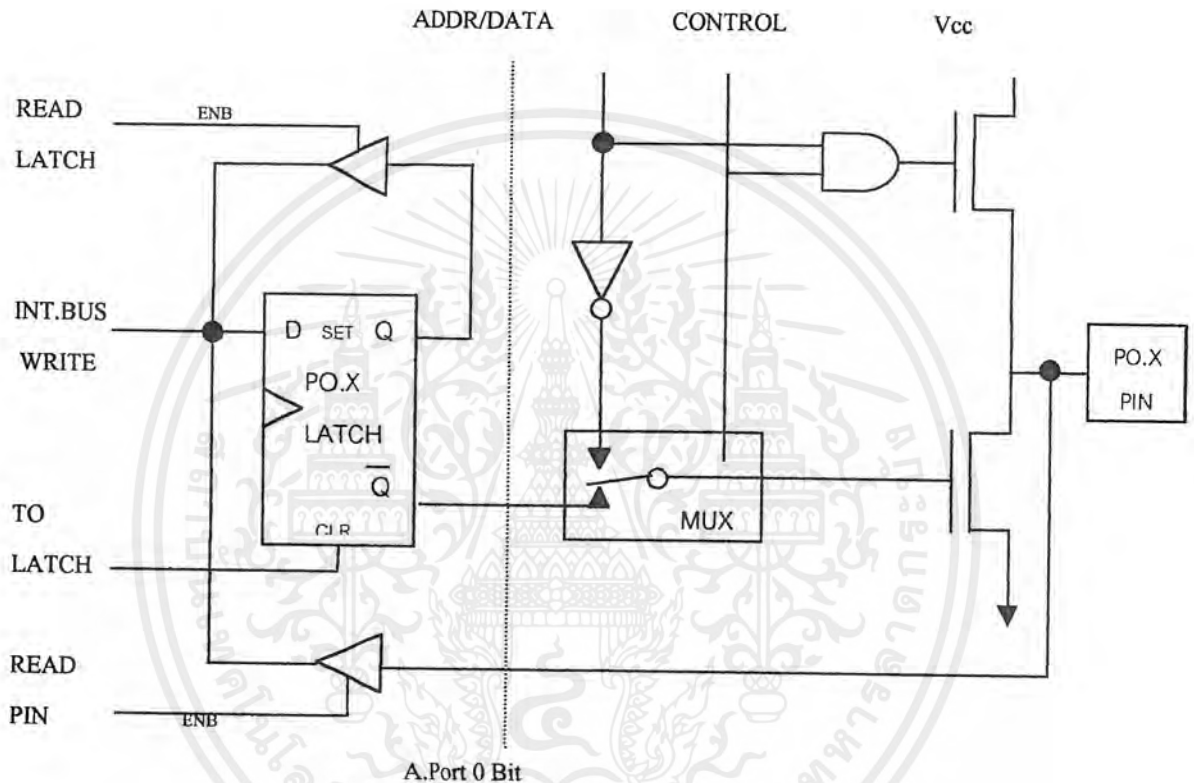 ADDR/DATA
CONTROL
Vcc
READ
ENB
LATCH
INT.BUS
WRITE
D SET Q
PO.X
LATCH
Q
CLR
MUX
PO.X
PIN
TO
LATCH
READ
PIN
ENB
A.Port 0 Bit